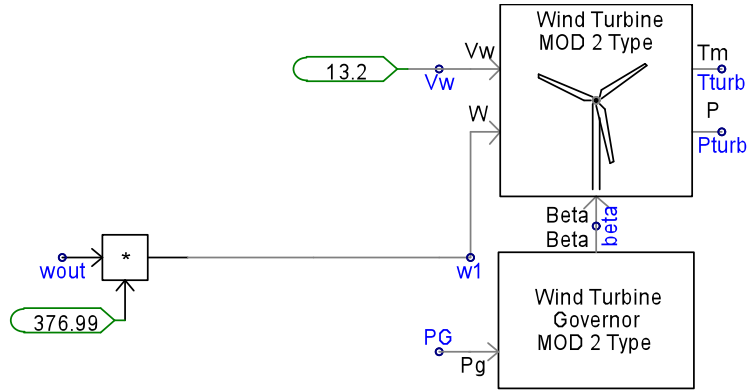 Wind Turbine
MOD 2 Type
Vw
Tm
13.2
Vw
Tturb
W
P
Pturb
Beta
beta
Beta
*
wout
w1
376.99
Wind Turbine
Governor
MOD 2 Type
PG
Pg